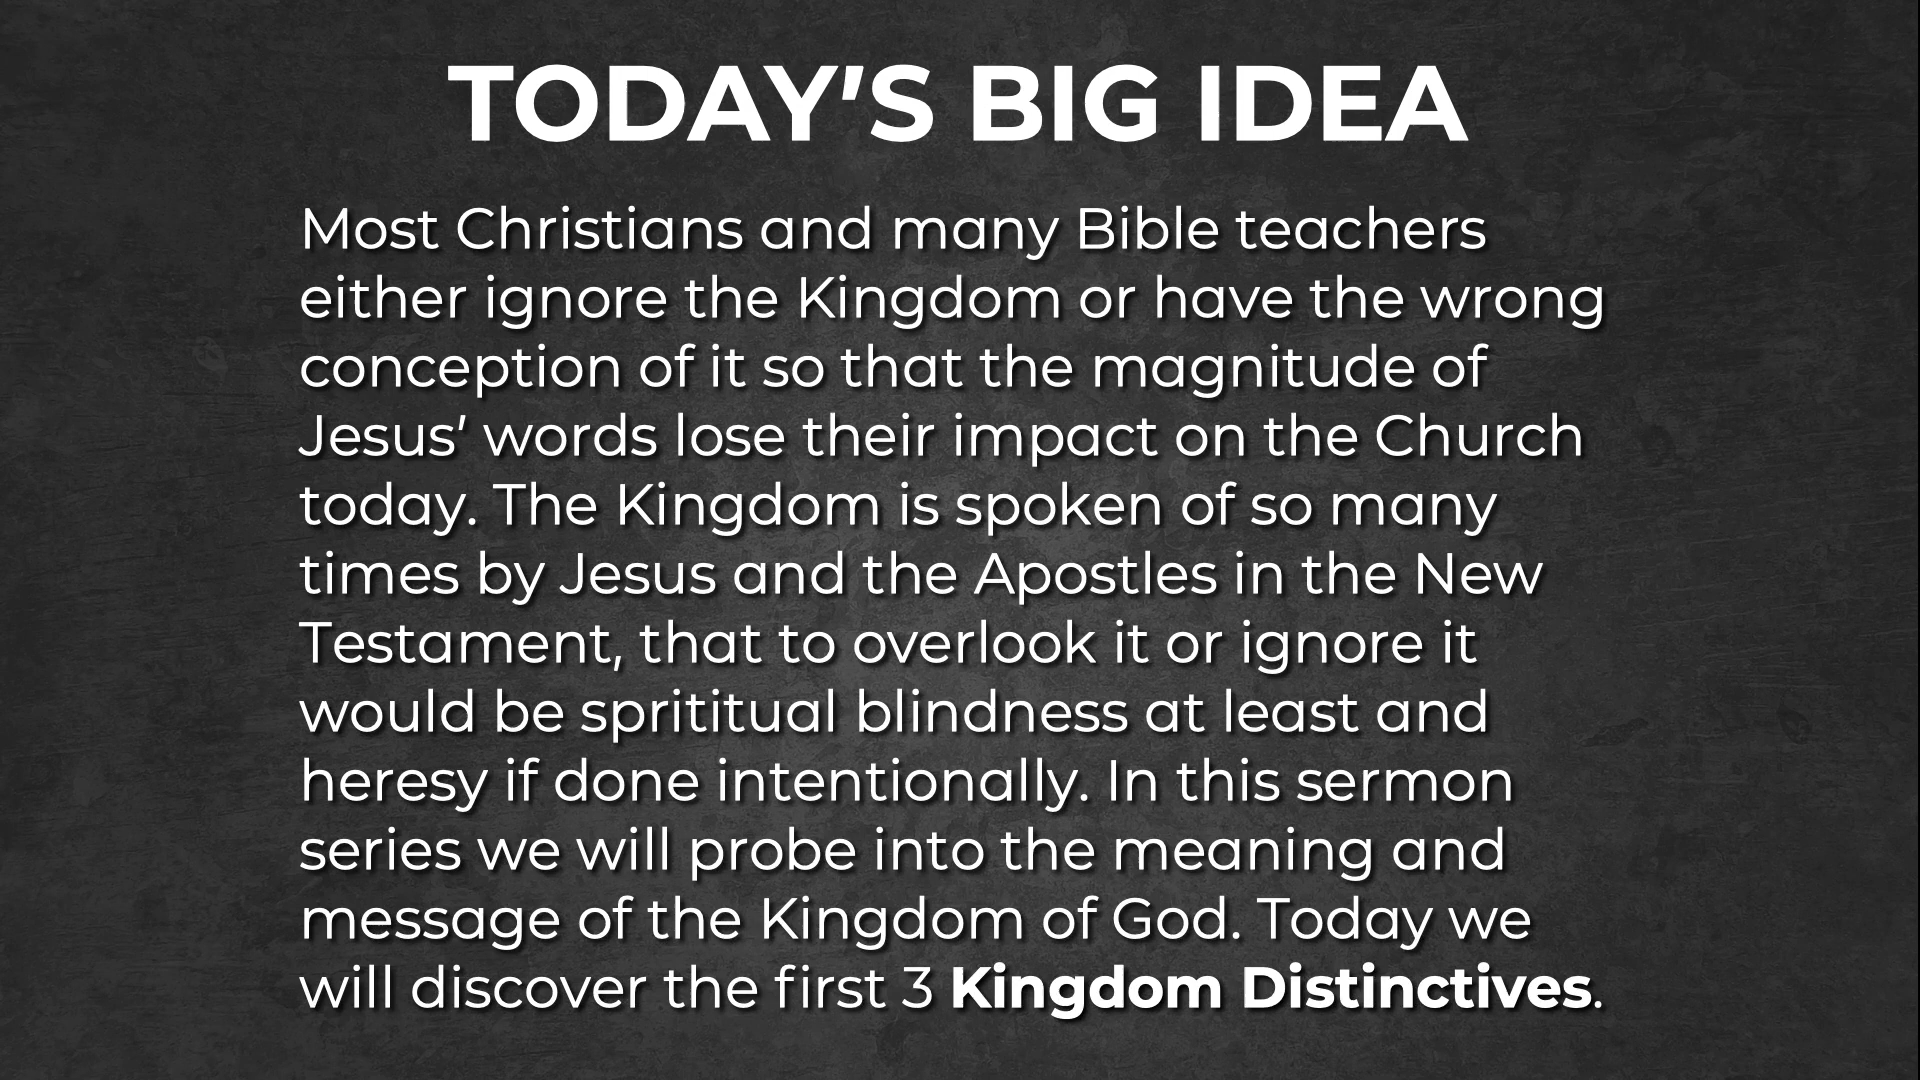 TODAY'S BIG IDEA
Most Christians and many Bible teachers
either ignore the Kingdom or have the wrong
conception of it so that the magnitude of
Jesus' words lose their impact on the Church
today. The Kingdom is spoken of so many
times by Jesus and the Apostles in the New
Testament, that to overlook it or ignore it
would be sprititual blindness at least and
heresy if done intentionally. In this sermon
series we will probe into the meaning and
message of the Kingdom of God. Today we
will discover the first 3 Kingdom Distinctives.